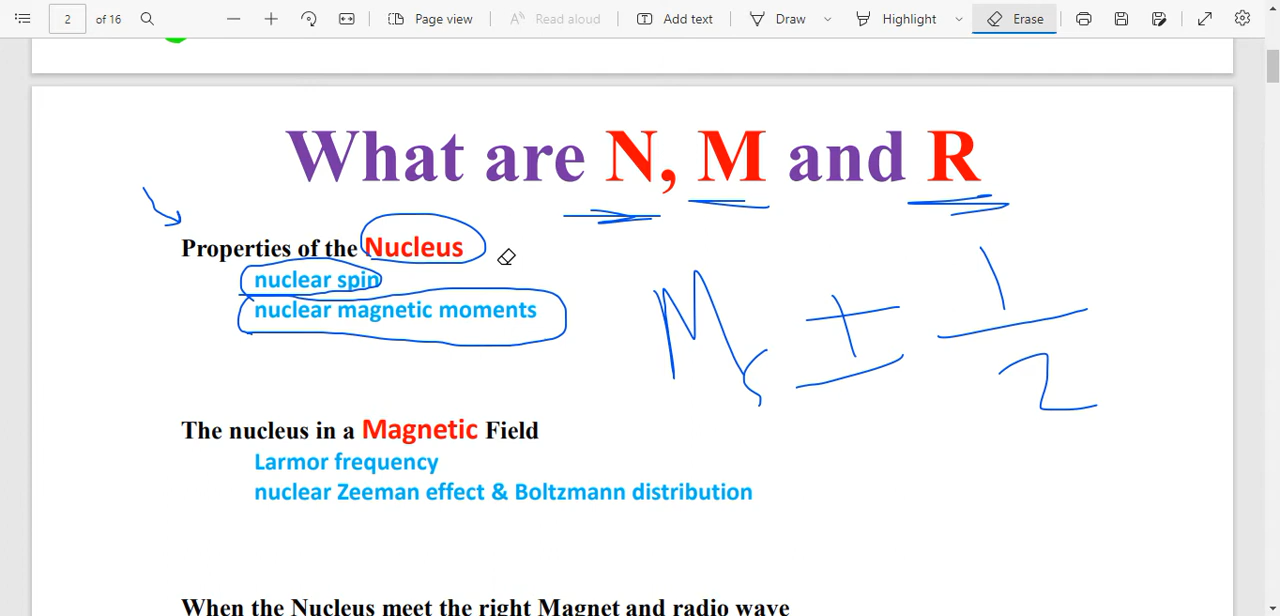 2 of 16 Page view Read aloud Add text Draw Highlight Erase
What are N, M and R
Properties of the Nucleus
nuclear spin
nuclear magnetic moments
Ms ± 1/2
The nucleus in a Magnetic Field
Larmor frequency
nuclear Zeeman effect & Boltzmann distribution
When the Nucleus meet the right Magnet and radio wave